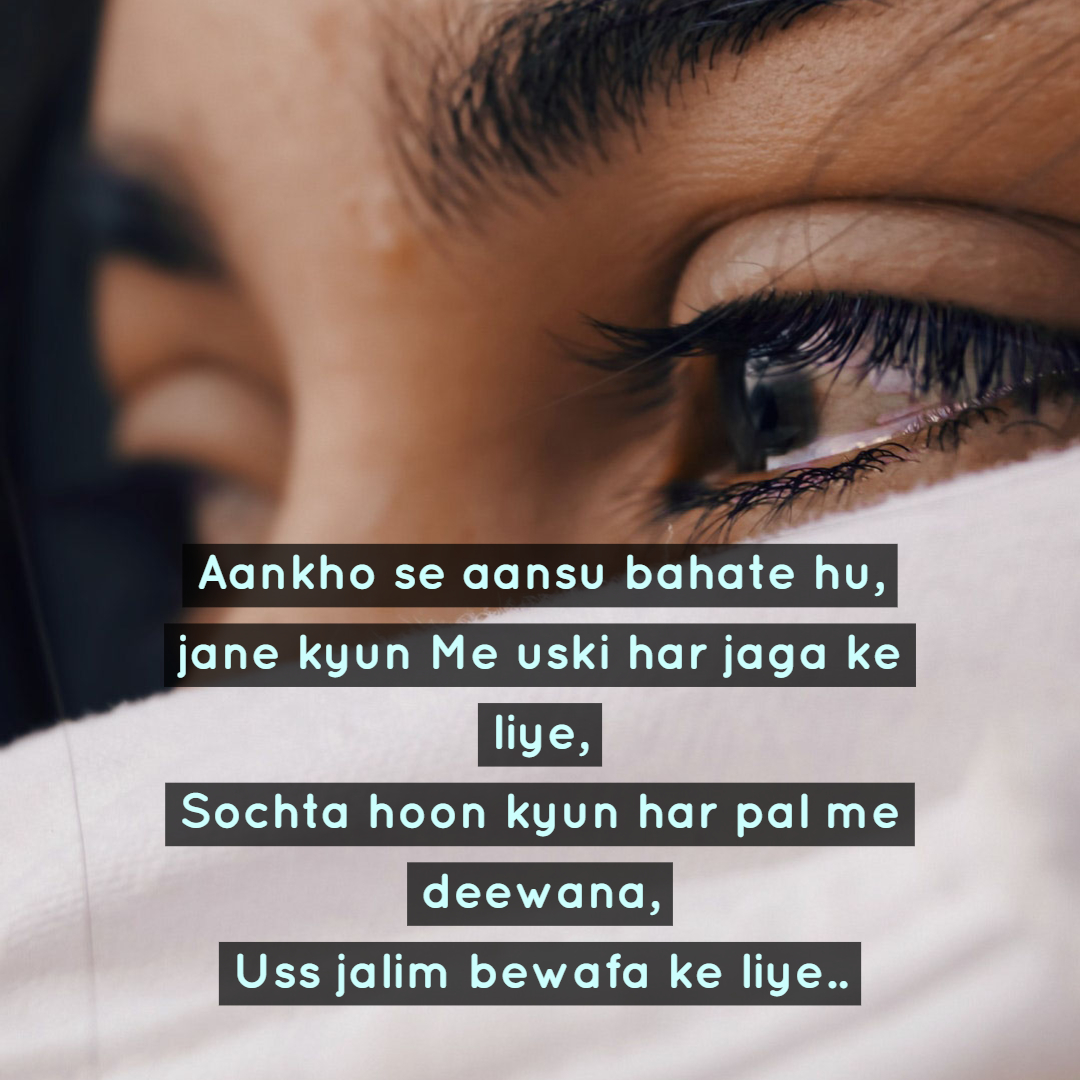 Aankho se aansu bahate hu,
jane kyun Me uski har jaga ke
liye,
Sochta hoon kyun har pal me
deewana,
Uss jalim bewafa ke liye..